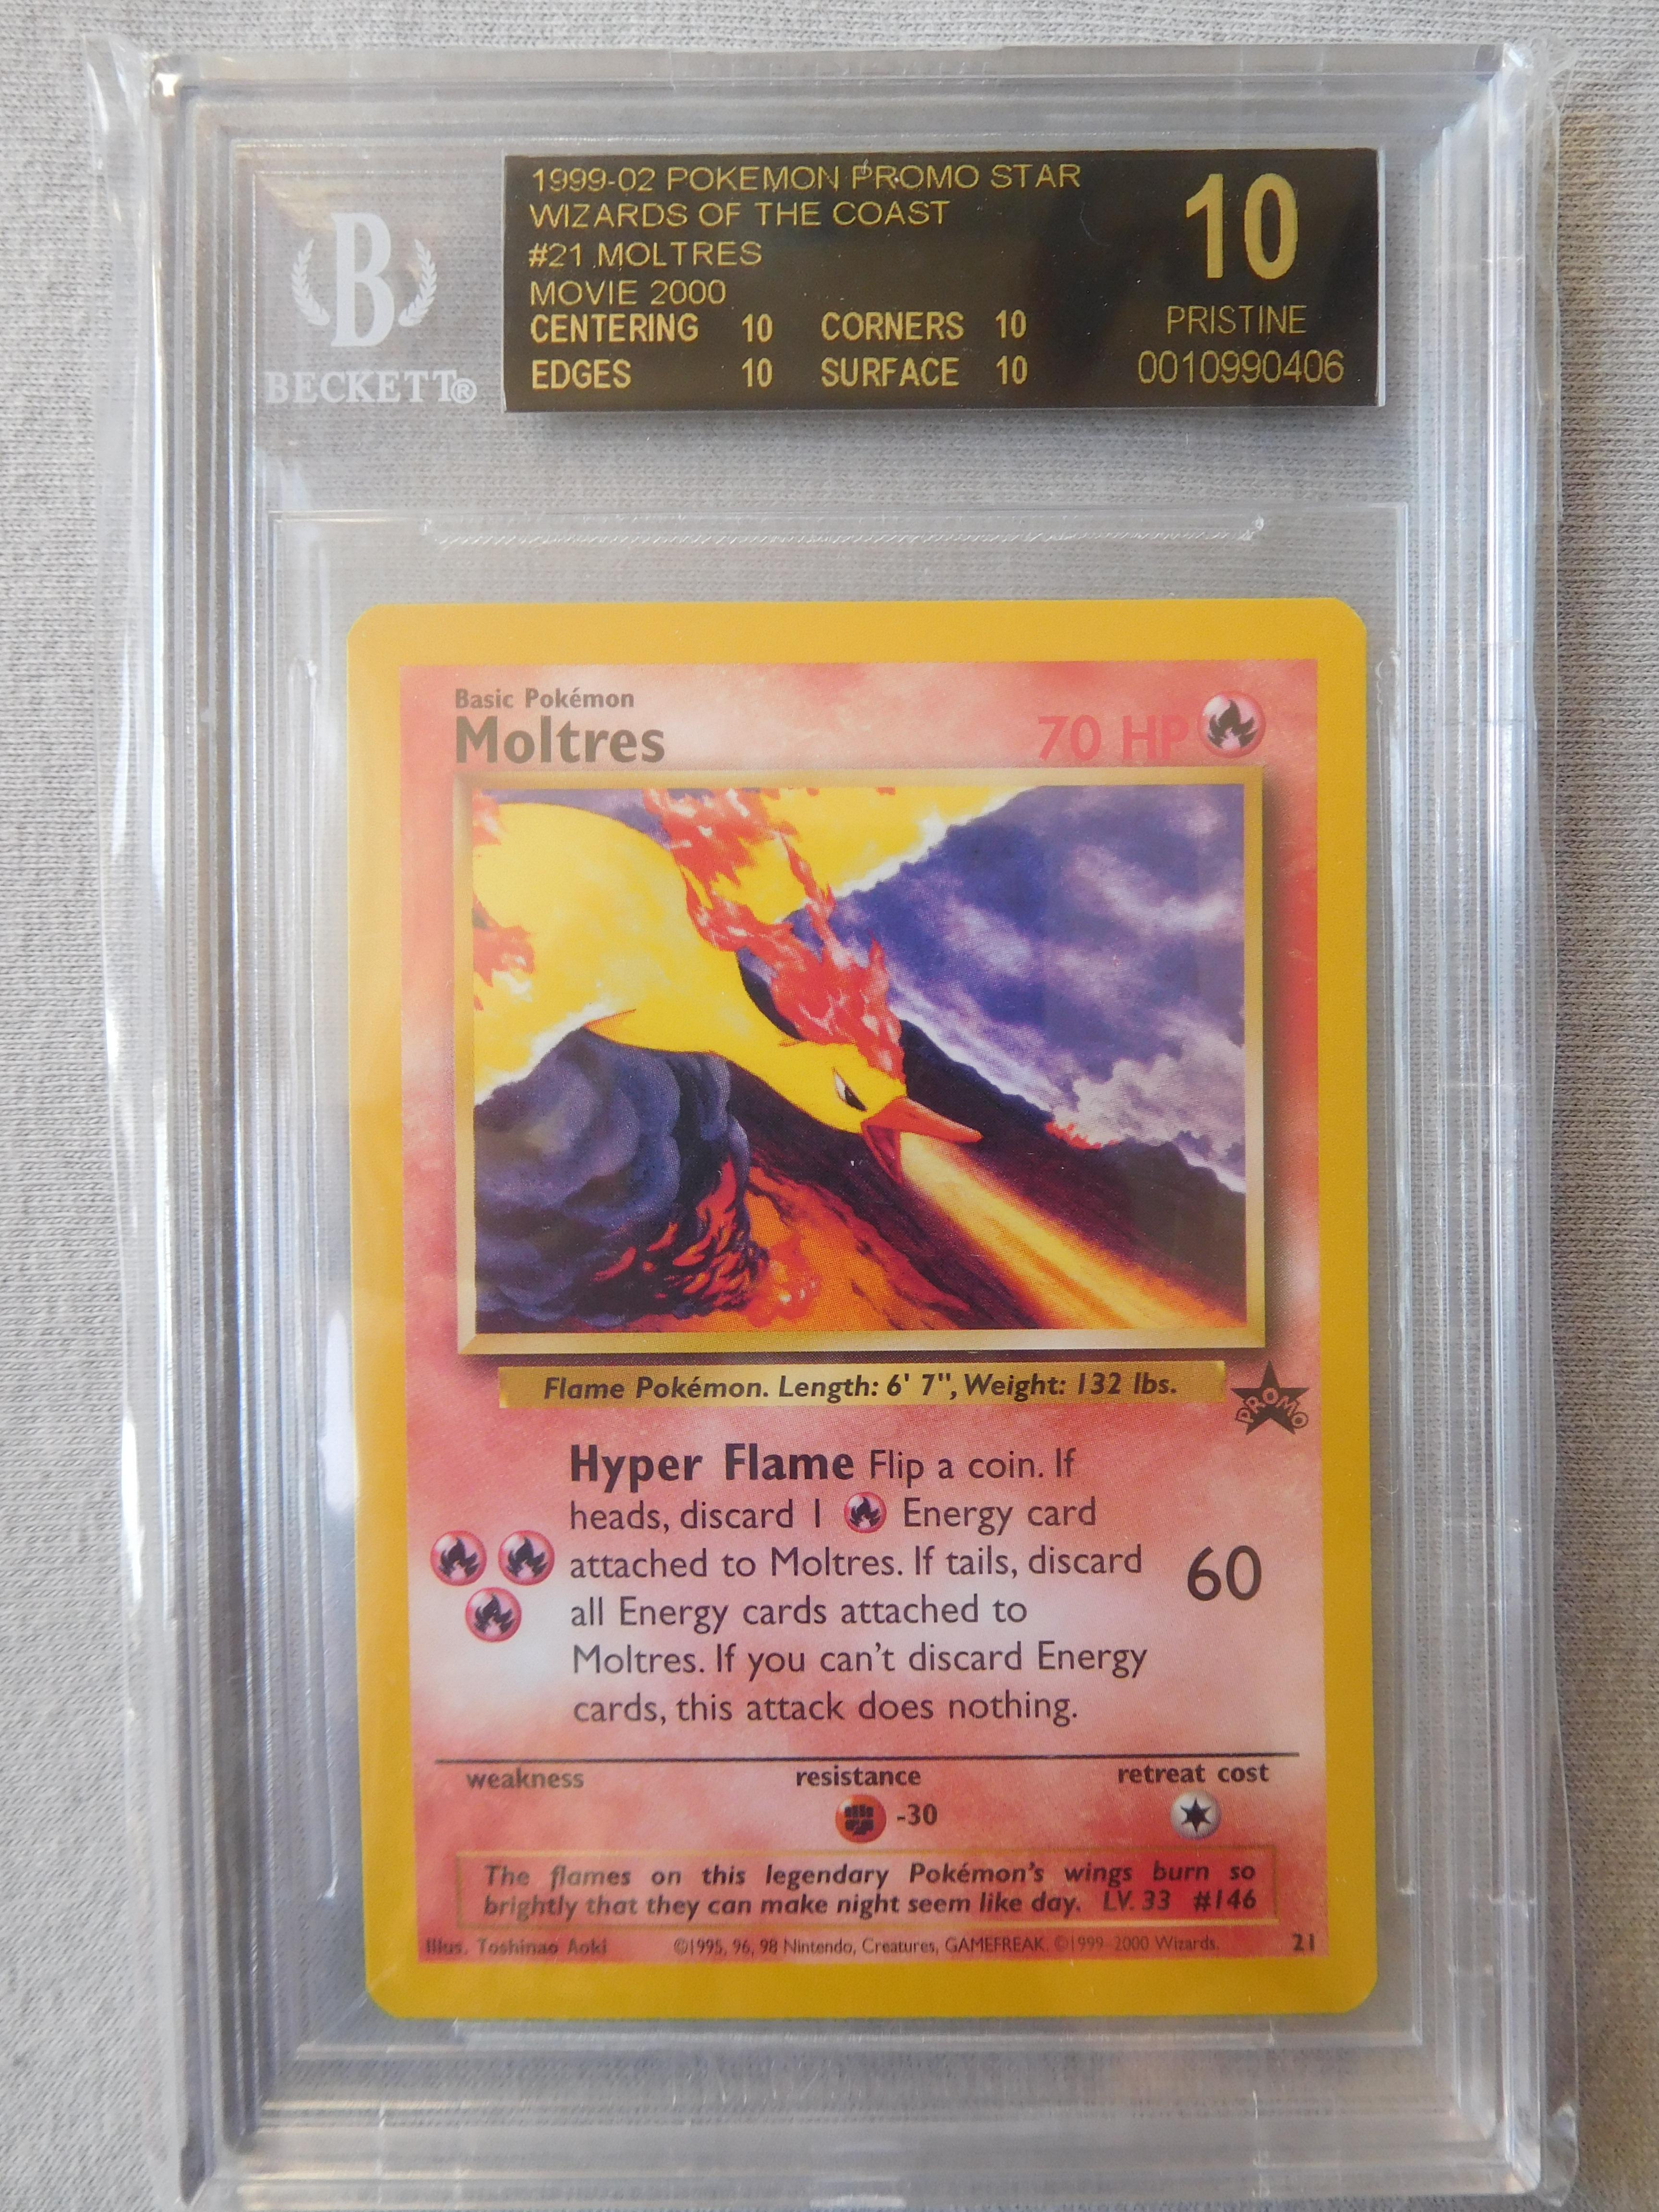 1999-02 POKEMON PROMO STAR
WIZARDS OF THE COAST
#21 MOLTRES
MOVIE 2000
CENTERING 10 CORNERS 10
EDGES 10 SURFACE 10
10
PRISTINE
0010990406
B
BECKETT®
Basic Pokémon
Moltres
70 HP
Flame Pokémon. Length: 6' 7", Weight: 132 lbs.
PROMO
Hyper Flame Flip a coin. If
heads, discard 1 Energy card
attached to Moltres. If tails, discard
all Energy cards attached to
Moltres. If you can't discard Energy
cards, this attack does nothing.
60
weakness resistance retreat cost
-30
The flames on this legendary Pokémon's wings burn so
brightly that they can make night seem like day. LV. 33 #146
Illus. Toshinao Aoki ©1995, 96, 98 Nintendo, Creatures, GAMEFREAK. ©1999-2000 Wizards. 21